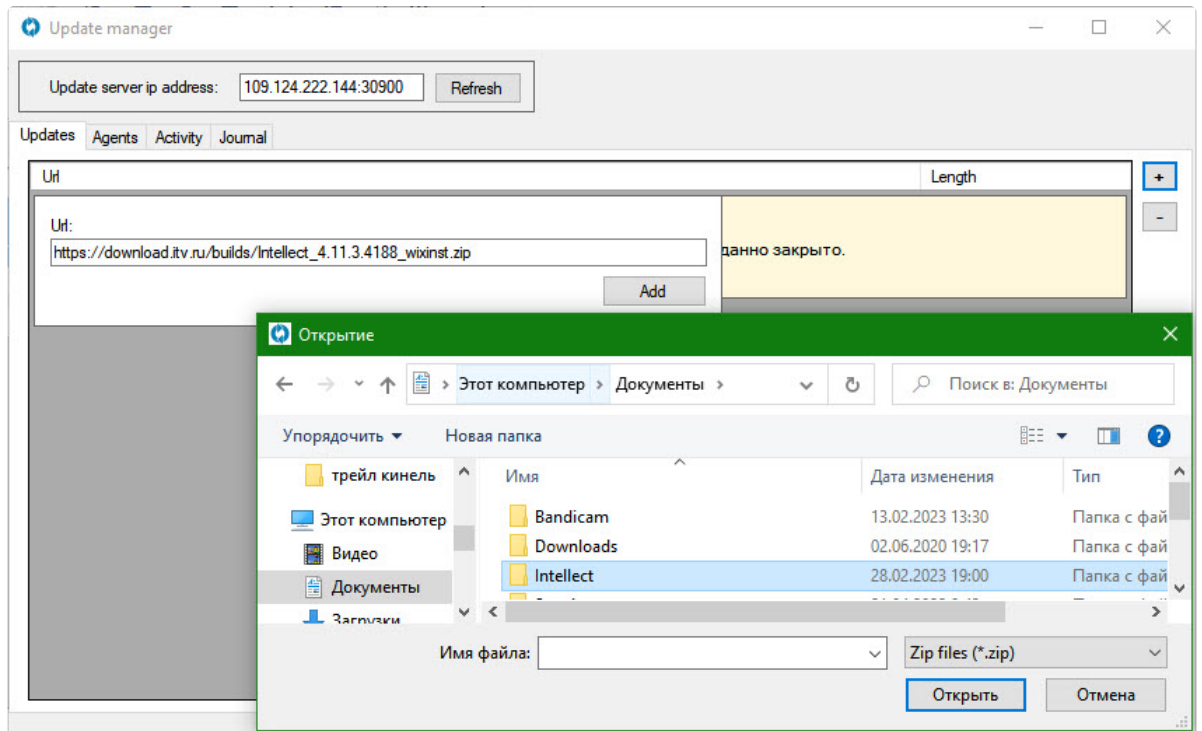 Update manager
Update server ip address: 109.124.222.144:30900 Refresh
Updates Agents Activity Journal
Url Length
+
Url:
-
https://download.itv.ru/builds/Intellect_4.11.3.4188_wixinst.zip
данно закрыто.
Add
Открытие
Этот компьютер > Документы > Поиск в: Документы
Упорядочить Новая папка ?
трейл кинель
Имя Дата изменения Тип
Этот компьютер
Bandicam 13.02.2023 13:30 Папка с фай
Видео
Downloads 02.06.2020 19:17 Папка с фай
Документы
Intellect 28.02.2023 19:00 Папка с фай
Загрузки
Имя файла: Zip files (*.zip)
Открыть Отмена